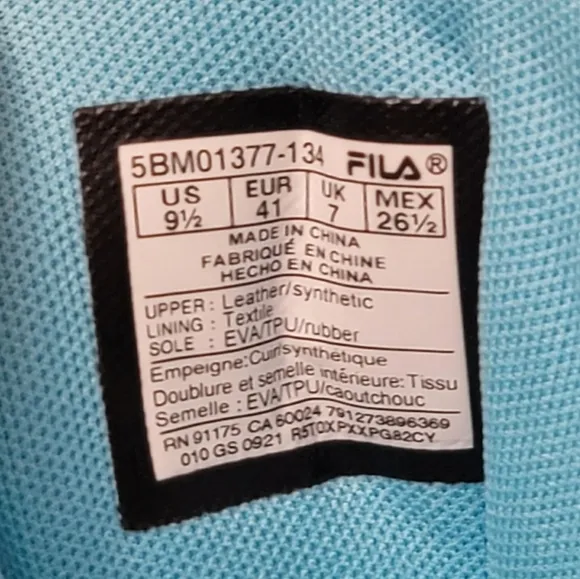 5BM01377-134 FILA®
US EUR UK MEX
9½ 41 7 26½
MADE IN CHINA
FABRIQUÉ EN CHINE
HECHO EN CHINA
UPPER : Leather/synthetic
LINING : Textile
SOLE : EVA/TPU/rubber
Empeigne:Cuir/synthétique
Doublure et semelle intérieure: Tissu
Semelle : EVA/TPU/caoutchouc
RN 91175 CA 60024 791273896369
010 GS 0921 R5TOXPXXPG82CY